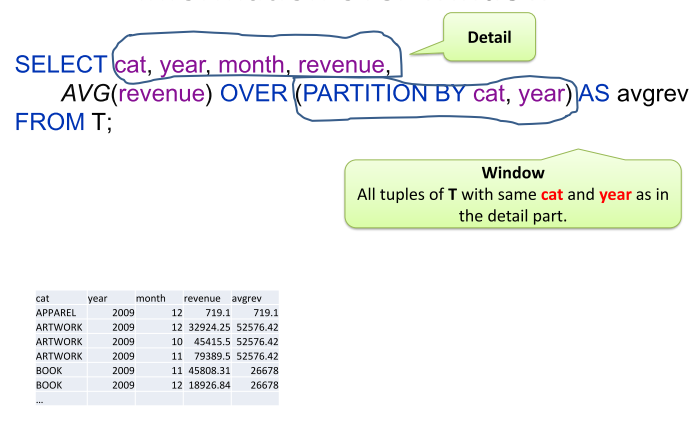 Detail
SELECT cat, year, month, revenue,
AVG(revenue) OVER (PARTITION BY cat, year) AS avgrev
FROM T;
Window
All tuples of T with same cat and year as in
the detail part.
cat year month revenue avgrev
APPAREL 2009 12 719.1 719.1
ARTWORK 2009 12 32924.25 52576.42
ARTWORK 2009 10 45415.5 52576.42
ARTWORK 2009 11 79389.5 52576.42
BOOK 2009 11 45808.31 26678
BOOK 2009 12 18926.84 26678
...